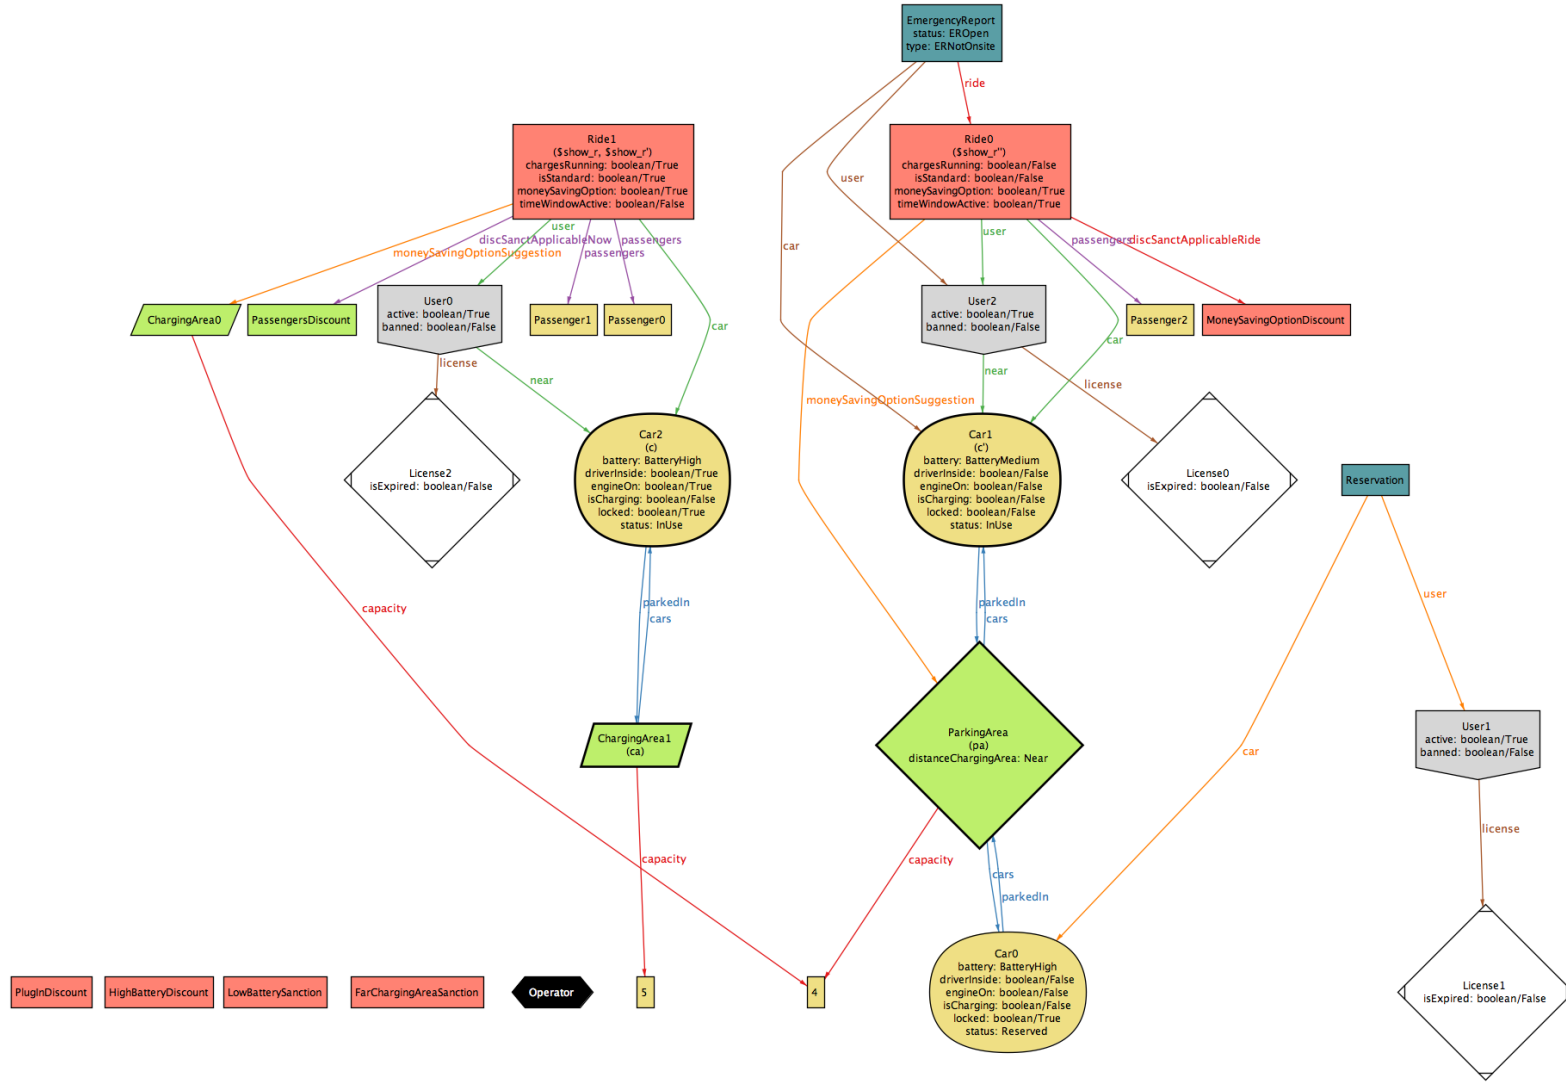 EmergencyReport
status: EROpen
type: ERNotOnsite
ride
Ride1
($show_r, $show_r')
chargesRunning: boolean/True
isStandard: boolean/True
moneySavingOption: boolean/True
timeWindowActive: boolean/False
Ride0
($show_r'')
chargesRunning: boolean/False
isStandard: boolean/False
moneySavingOption: boolean/True
timeWindowActive: boolean/True
user
car
user
discSanctApplicableNow
passengers
moneySavingOptionSuggestion
passengers
user
passengers
discSanctApplicableRide
ChargingArea0
PassengersDiscount
User0
active: boolean/True
banned: boolean/False
Passenger1
Passenger0
car
User2
active: boolean/True
banned: boolean/False
Passenger2
MoneySavingOptionDiscount
car
license
near
near
license
moneySavingOptionSuggestion
License2
isExpired: boolean/False
Car2
(c)
battery: BatteryHigh
driverInside: boolean/True
engineOn: boolean/True
isCharging: boolean/False
locked: boolean/True
status: InUse
Car1
(c')
battery: BatteryMedium
driverInside: boolean/False
engineOn: boolean/False
isCharging: boolean/False
locked: boolean/False
status: InUse
License0
isExpired: boolean/False
Reservation
capacity
parkedIn
cars
parkedIn
cars
user
ChargingArea1
(ca)
ParkingArea
(pa)
distanceChargingArea: Near
car
User1
active: boolean/True
banned: boolean/False
license
capacity
capacity
cars
parkedIn
PlugInDiscount
HighBatteryDiscount
LowBatterySanction
FarChargingAreaSanction
Operator
5
4
Car0
battery: BatteryHigh
driverInside: boolean/False
engineOn: boolean/False
isCharging: boolean/False
locked: boolean/True
status: Reserved
License1
isExpired: boolean/False